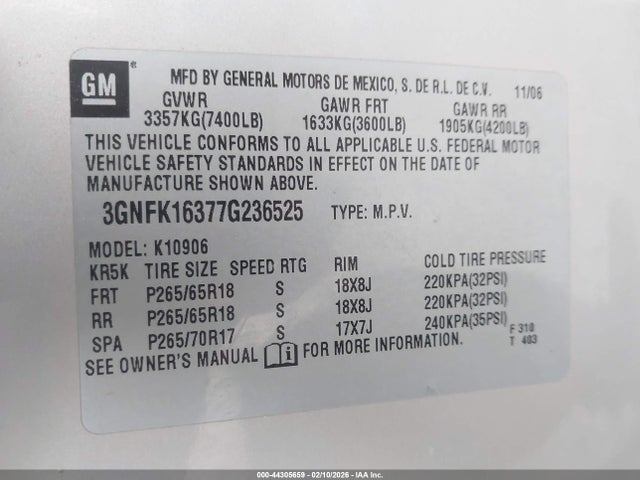 GM
MFD BY GENERAL MOTORS DE MEXICO, S. DE R.L. DE C.V. 11/06
GVWR GAWR FRT GAWR RR
3357KG(7400LB) 1633KG(3600LB) 1905KG(4200LB)
THIS VEHICLE CONFORMS TO ALL APPLICABLE U.S. FEDERAL MOTOR
VEHICLE SAFETY STANDARDS IN EFFECT ON THE DATE OF
MANUFACTURE SHOWN ABOVE.
3GNFK16377G236525 TYPE: M.P.V.
MODEL: K10906
KR5K TIRE SIZE SPEED RTG RIM COLD TIRE PRESSURE
FRT P265/65R18 S 18X8J 220KPA(32PSI)
RR P265/65R18 S 18X8J 220KPA(32PSI)
SPA P265/70R17 S 17X7J 240KPA(35PSI)
F 310
T 403
SEE OWNER'S MANUAL FOR MORE INFORMATION.
000-44305659 - 02/10/2026 - IAA Inc.